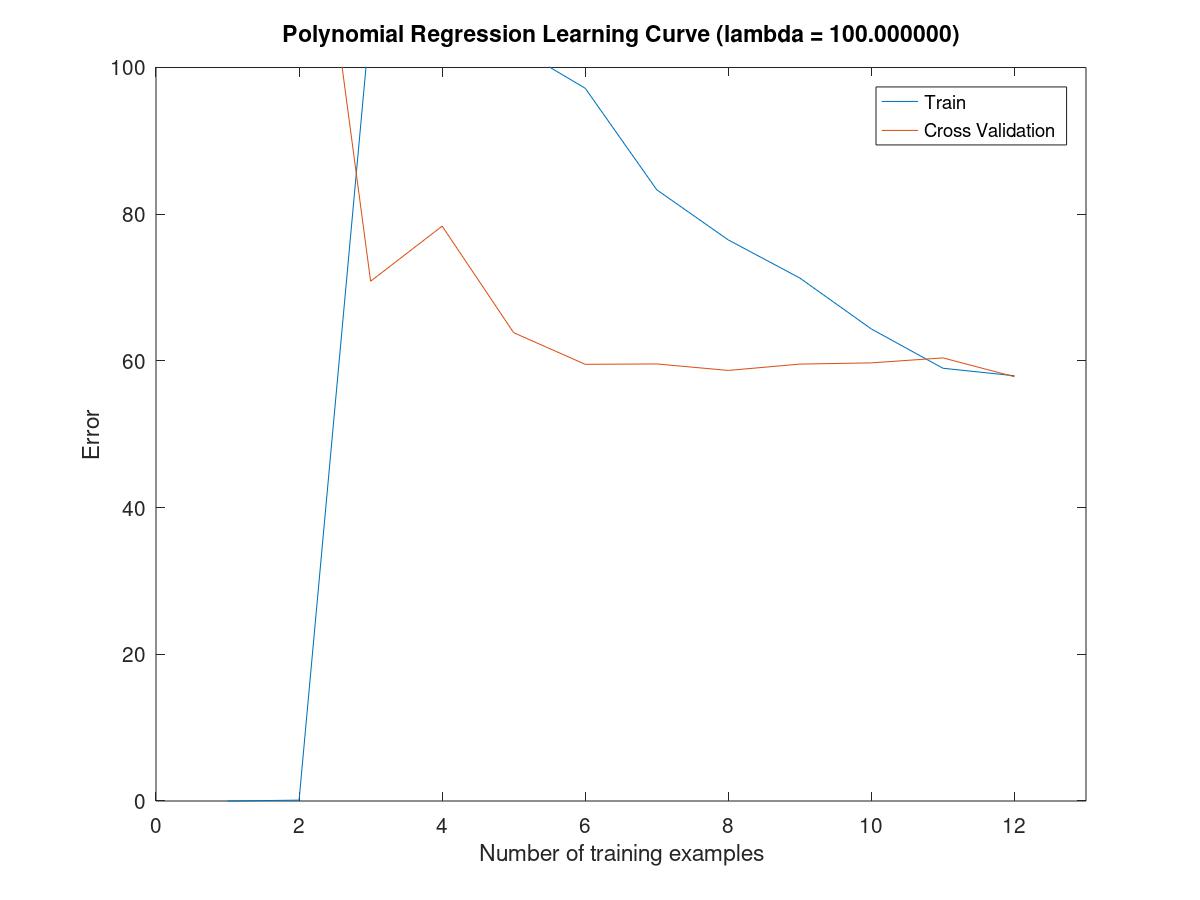 Polynomial Regression Learning Curve (lambda = 100.000000)
100
80
60
40
20
0
Error
Train
Cross Validation
0 2 4 6 8 10 12
Number of training examples